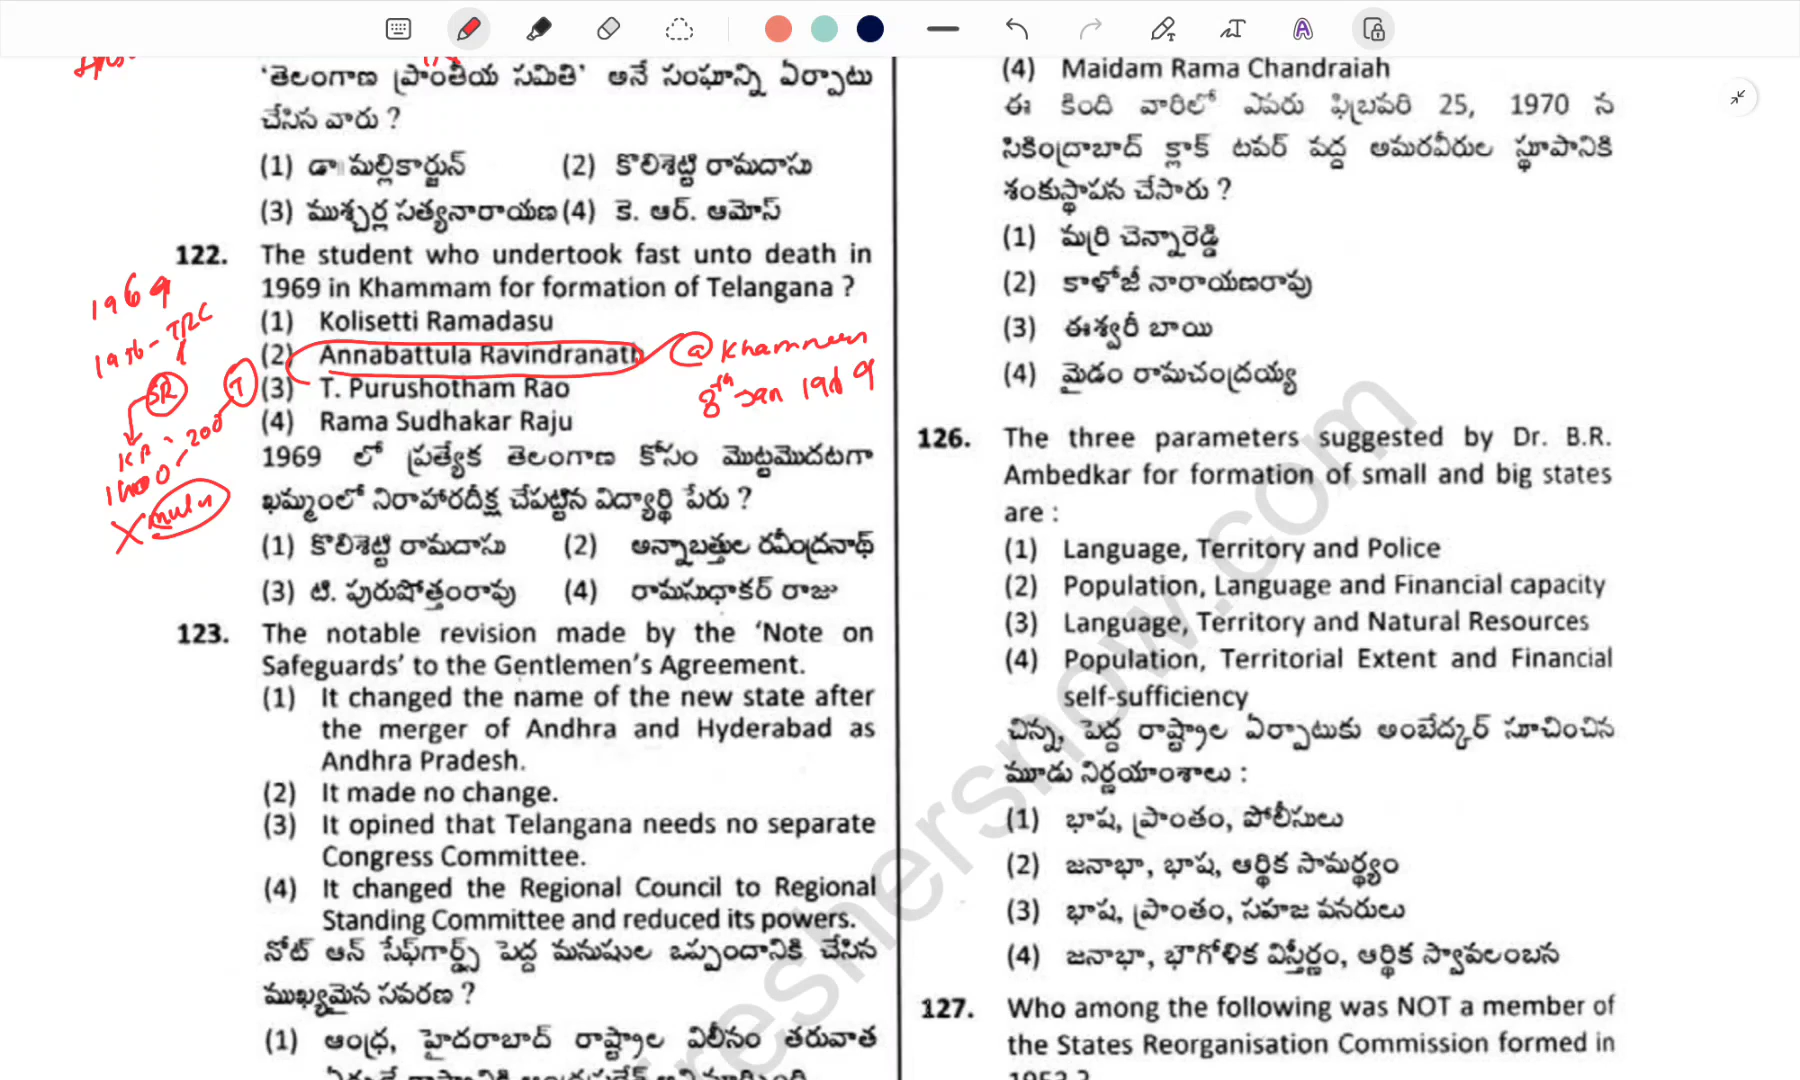 'తెలంగాణ ప్రాంతీయ సమితి' అనే సంఘాన్ని ఏర్పాటు
చేసిన వారు ?
(1) డా॥ మల్లికార్జున్ (2) కొలిశెట్టి రామదాసు
(3) ముశ్చర్ల సత్యనారాయణ (4) కె. ఆర్. ఆమోస్
122. The student who undertook fast unto death in
1969 in Khammam for formation of Telangana ?
(1) Kolisetti Ramadasu
(2) Annabattula Ravindranath
(3) T. Purushotham Rao
(4) Rama Sudhakar Raju
1969 లో ప్రత్యేక తెలంగాణ కోసం మొట్టమొదటగా
ఖమ్మంలో నిరాహారదీక్ష చేపట్టిన విద్యార్థి పేరు ?
(1) కొలిశెట్టి రామదాసు (2) అన్నాబత్తుల రవీంద్రనాథ్
(3) టి. పురుషోత్తంరావు (4) రామసుధాకర్ రాజు
1969
1956 - TRC
SR
T
200
@ Khammam
8th Jan 1969
123. The notable revision made by the 'Note on
Safeguards' to the Gentlemen's Agreement.
(1) It changed the name of the new state after
the merger of Andhra and Hyderabad as
Andhra Pradesh.
(2) It made no change.
(3) It opined that Telangana needs no separate
Congress Committee.
(4) It changed the Regional Council to Regional
Standing Committee and reduced its powers.
నోట్ ఆన్ సేఫ్‌గార్డ్స్ పెద్ద మనుషుల ఒప్పందానికి చేసిన
ముఖ్యమైన సవరణ ?
(1) ఆంధ్ర, హైదరాబాద్ రాష్ట్రాల విలీనం తరువాత
(4) Maidam Rama Chandraiah
ఈ కింది వారిలో ఎవరు ఫిబ్రవరి 25, 1970 న
సికింద్రాబాద్ క్లాక్ టవర్ వద్ద అమరవీరుల స్థూపానికి
శంకుస్థాపన చేసారు ?
(1) మర్రి చెన్నారెడ్డి
(2) కాళోజీ నారాయణరావు
(3) ఈశ్వరీ బాయి
(4) మైడం రామచంద్రయ్య
126. The three parameters suggested by Dr. B.R.
Ambedkar for formation of small and big states
are :
(1) Language, Territory and Police
(2) Population, Language and Financial capacity
(3) Language, Territory and Natural Resources
(4) Population, Territorial Extent and Financial
self-sufficiency
చిన్న, పెద్ద రాష్ట్రాల ఏర్పాటుకు అంబేద్కర్ సూచించిన
మూడు నిర్ణయాంశాలు :
(1) భాష, ప్రాంతం, పోలీసులు
(2) జనాభా, భాష, ఆర్థిక సామర్థ్యం
(3) భాష, ప్రాంతం, సహజ వనరులు
(4) జనాభా, భౌగోళిక విస్తీర్ణం, ఆర్థిక స్వావలంబన
127. Who among the following was NOT a member of
the States Reorganisation Commission formed in
freshersnow.com